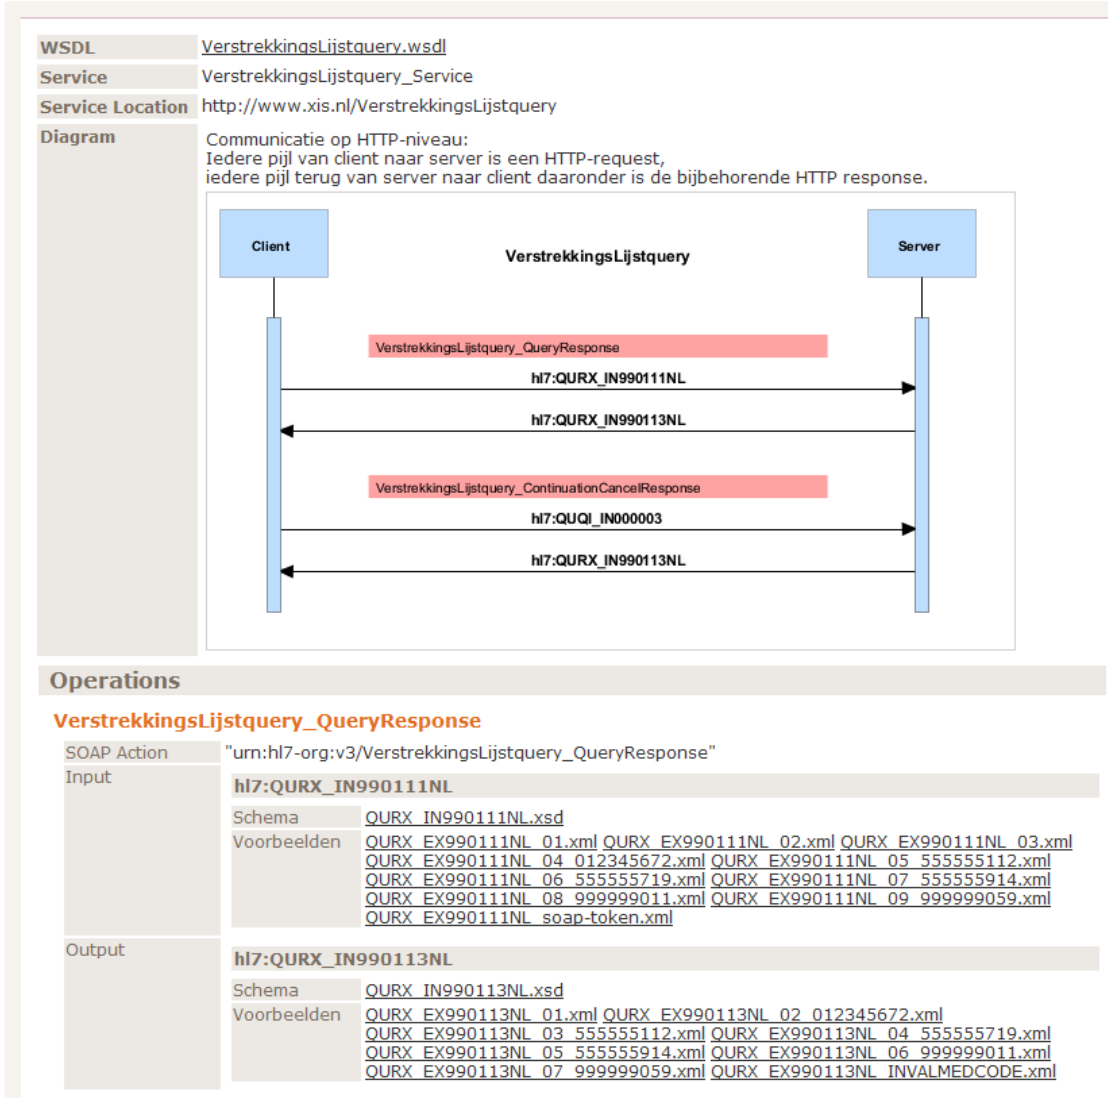 WSDL VerstrekkingsLijstquery.wsdl
Service VerstrekkingsLijstquery_Service
Service Location http://www.xis.nl/VerstrekkingsLijstquery
Diagram Communicatie op HTTP-niveau:
Iedere pijl van client naar server is een HTTP-request,
iedere pijl terug van server naar client daaronder is de bijbehorende HTTP response.
Client VerstrekkingsLijstquery Server
VerstrekkingsLijstquery_QueryResponse
hl7:QURX_IN990111NL
hl7:QURX_IN990113NL
VerstrekkingsLijstquery_ContinuationCancelResponse
hl7:QUQI_IN000003
hl7:QURX_IN990113NL
Operations
VerstrekkingsLijstquery_QueryResponse
SOAP Action "urn:hl7-org:v3/VerstrekkingsLijstquery_QueryResponse"
Input hl7:QURX_IN990111NL
Schema QURX_IN990111NL.xsd
Voorbeelden QURX_EX990111NL_01.xml QURX_EX990111NL_02.xml QURX_EX990111NL_03.xml
QURX_EX990111NL_04_012345672.xml QURX_EX990111NL_05_555555112.xml
QURX_EX990111NL_06_555555719.xml QURX_EX990111NL_07_555555914.xml
QURX_EX990111NL_08_999999011.xml QURX_EX990111NL_09_999999059.xml
QURX_EX990111NL_soap-token.xml
Output hl7:QURX_IN990113NL
Schema QURX_IN990113NL.xsd
Voorbeelden QURX_EX990113NL_01.xml QURX_EX990113NL_02_012345672.xml
QURX_EX990113NL_03_555555112.xml QURX_EX990113NL_04_555555719.xml
QURX_EX990113NL_05_555555914.xml QURX_EX990113NL_06_999999011.xml
QURX_EX990113NL_07_999999059.xml QURX_EX990113NL_INVALMEDCODE.xml